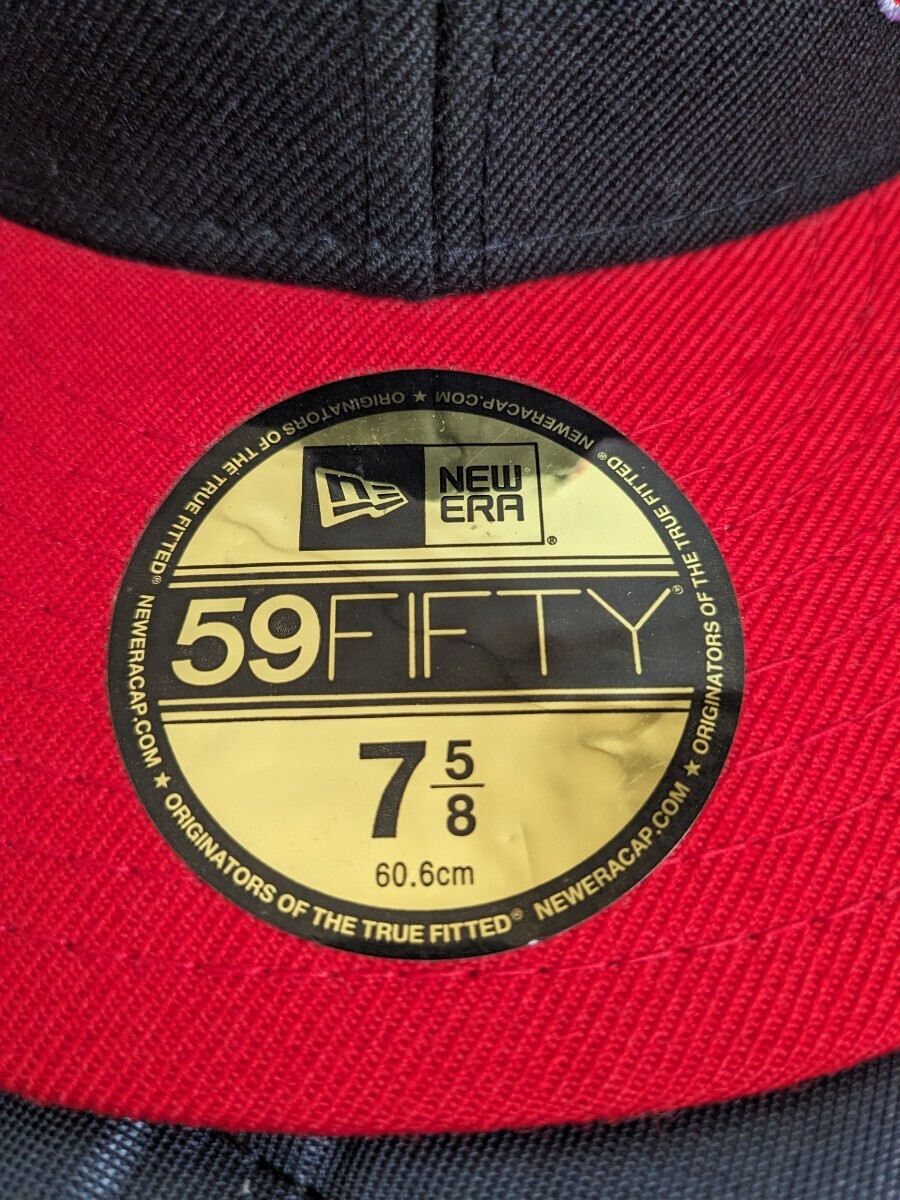 NEW
ERA
®
59FIFTY®
7 5/8
60.6cm
ORIGINATORS OF THE TRUE FITTED® NEWERACAP.COM ★ ORIGINATORS OF THE TRUE FITTED® NEWERACAP.COM ★ ORIGINATORS OF THE TRUE FITTED® NEWERACAP.COM ★